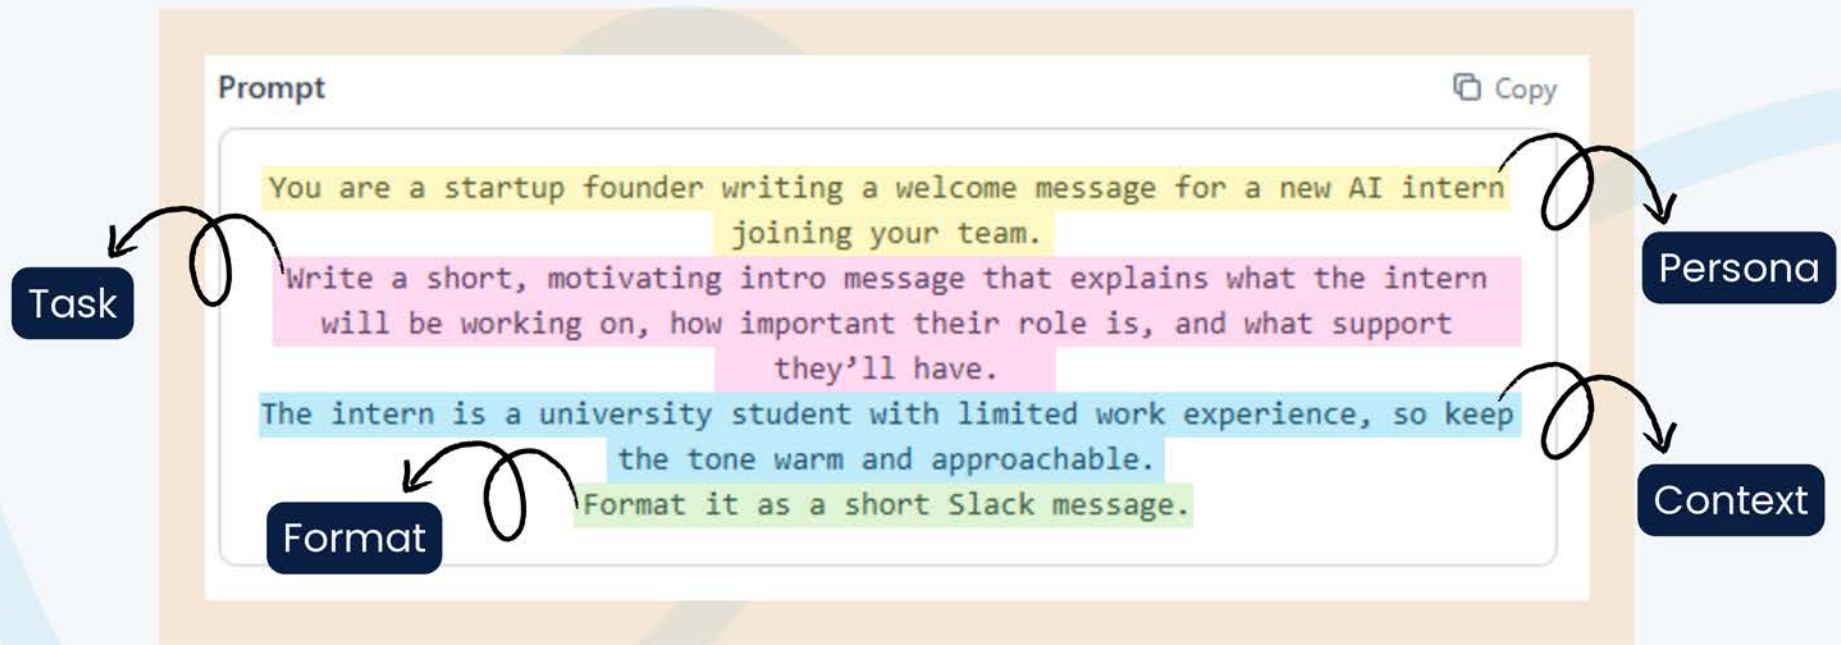 Prompt
Copy
You are a startup founder writing a welcome message for a new AI intern
joining your team.
Persona
Write a short, motivating intro message that explains what the intern
Task
will be working on, how important their role is, and what support
they’ll have.
The intern is a university student with limited work experience, so keep
the tone warm and approachable.
Context
Format it as a short Slack message.
Format